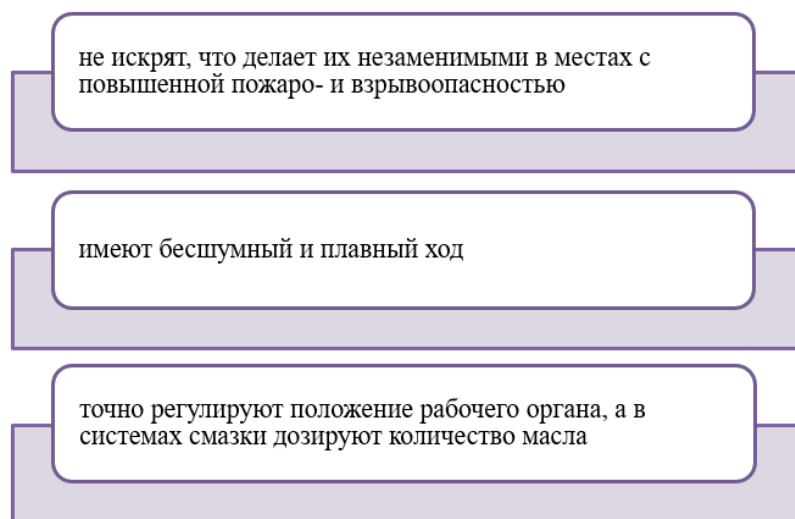 не искрят, что делает их незаменимыми в местах с
повышенной пожаро- и взрывоопасностью
имеют бесшумный и плавный ход
точно регулируют положение рабочего органа, а в
системах смазки дозируют количество масла